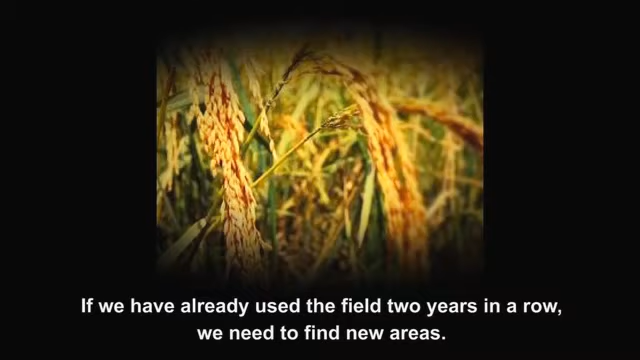 If we have already used the field two years in a row,
we need to find new areas.